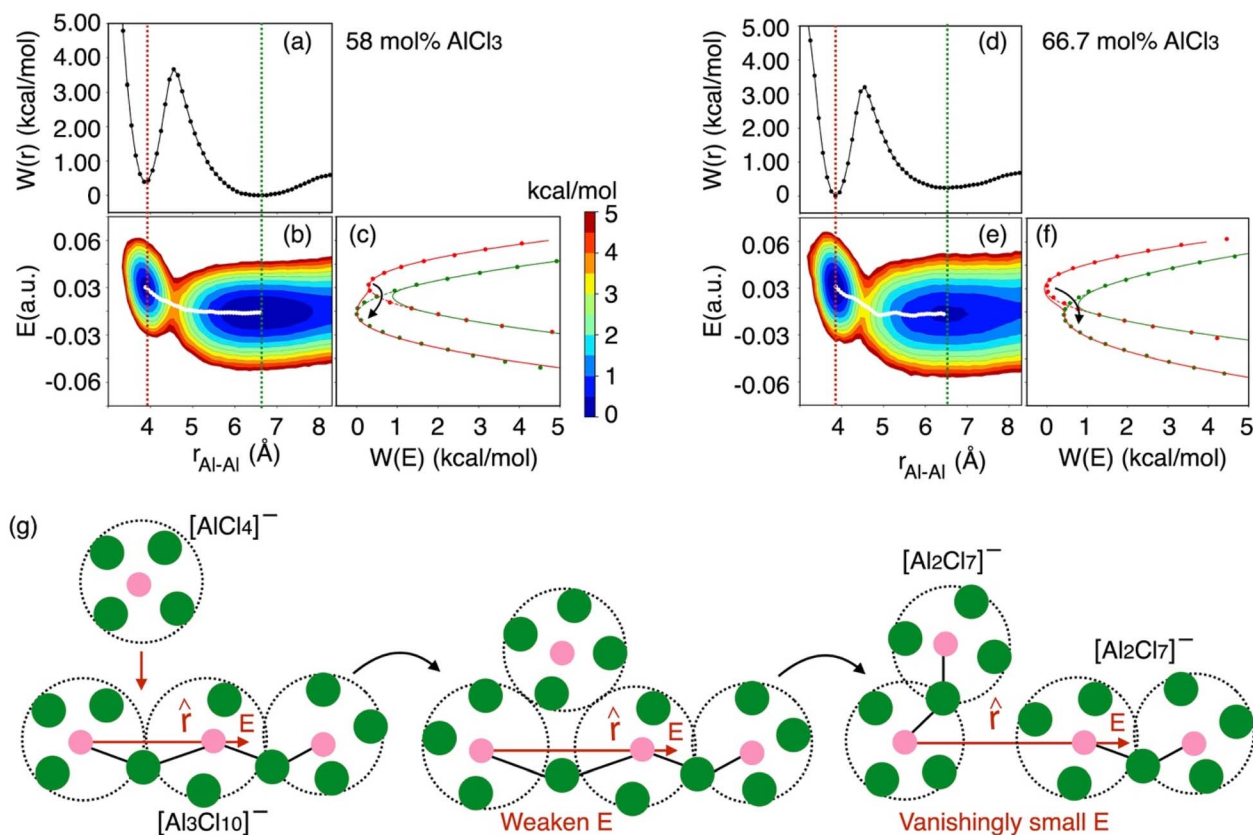 (a)
58 mol% AlCl3
5.00
4.00
3.00
2.00
1.00
0
W(r) (kcal/mol)
(b)
0.06
0.03
-0.03
-0.06
E(a.u.)
4 5 6 7 8
rAl-Al (Å)
(c)
0 1 2 3 4 5
W(E) (kcal/mol)
kcal/mol
5
4
3
2
1
0
(d)
66.7 mol% AlCl3
5.00
4.00
3.00
2.00
1.00
0
W(r) (kcal/mol)
(e)
0.06
0.03
-0.03
-0.06
E(a.u.)
4 5 6 7 8
rAl-Al (Å)
(f)
0 1 2 3 4 5
W(E) (kcal/mol)
(g)
[AlCl4]−
r̂ E
[Al3Cl10]−
r̂ E
Weaken E
[Al2Cl7]−
[Al2Cl7]−
r̂ E
Vanishingly small E